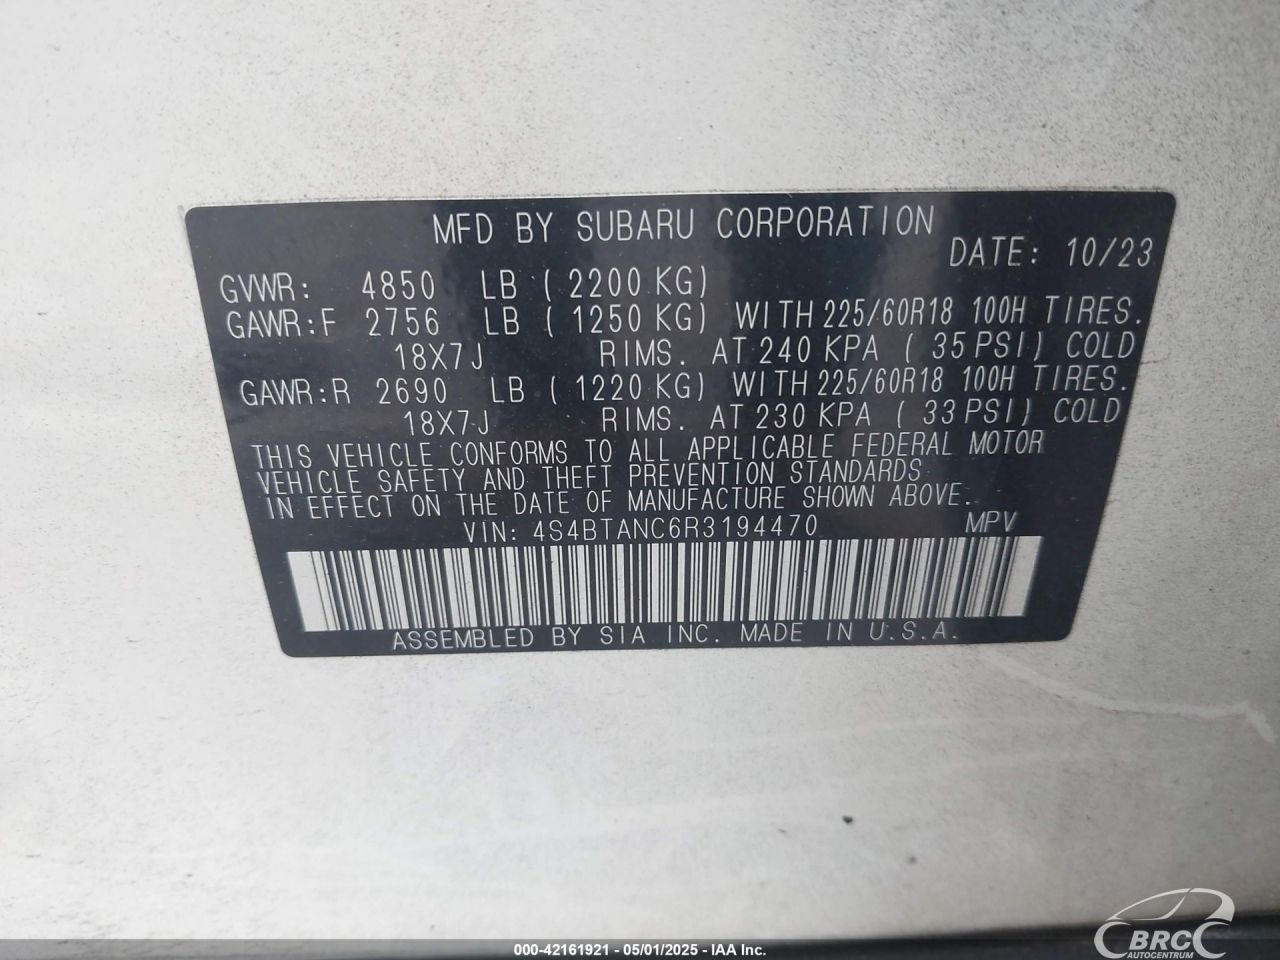 MFD BY SUBARU CORPORATION
DATE: 10/23
GVWR: 4850 LB ( 2200 KG)
GAWR:F 2756 LB ( 1250 KG) WITH 225/60R18 100H TIRES.
18X7J RIMS. AT 240 KPA ( 35 PSI) COLD
GAWR:R 2690 LB ( 1220 KG) WITH 225/60R18 100H TIRES.
18X7J RIMS. AT 230 KPA ( 33 PSI) COLD
THIS VEHICLE CONFORMS TO ALL APPLICABLE FEDERAL MOTOR
VEHICLE SAFETY AND THEFT PREVENTION STANDARDS
IN EFFECT ON THE DATE OF MANUFACTURE SHOWN ABOVE.
VIN: 4S4BTANC6R3194470 MPV
ASSEMBLED BY SIA INC. MADE IN U.S.A.
000-42161921 - 05/01/2025 - IAA Inc.
BRC
AUTOCENTRUM